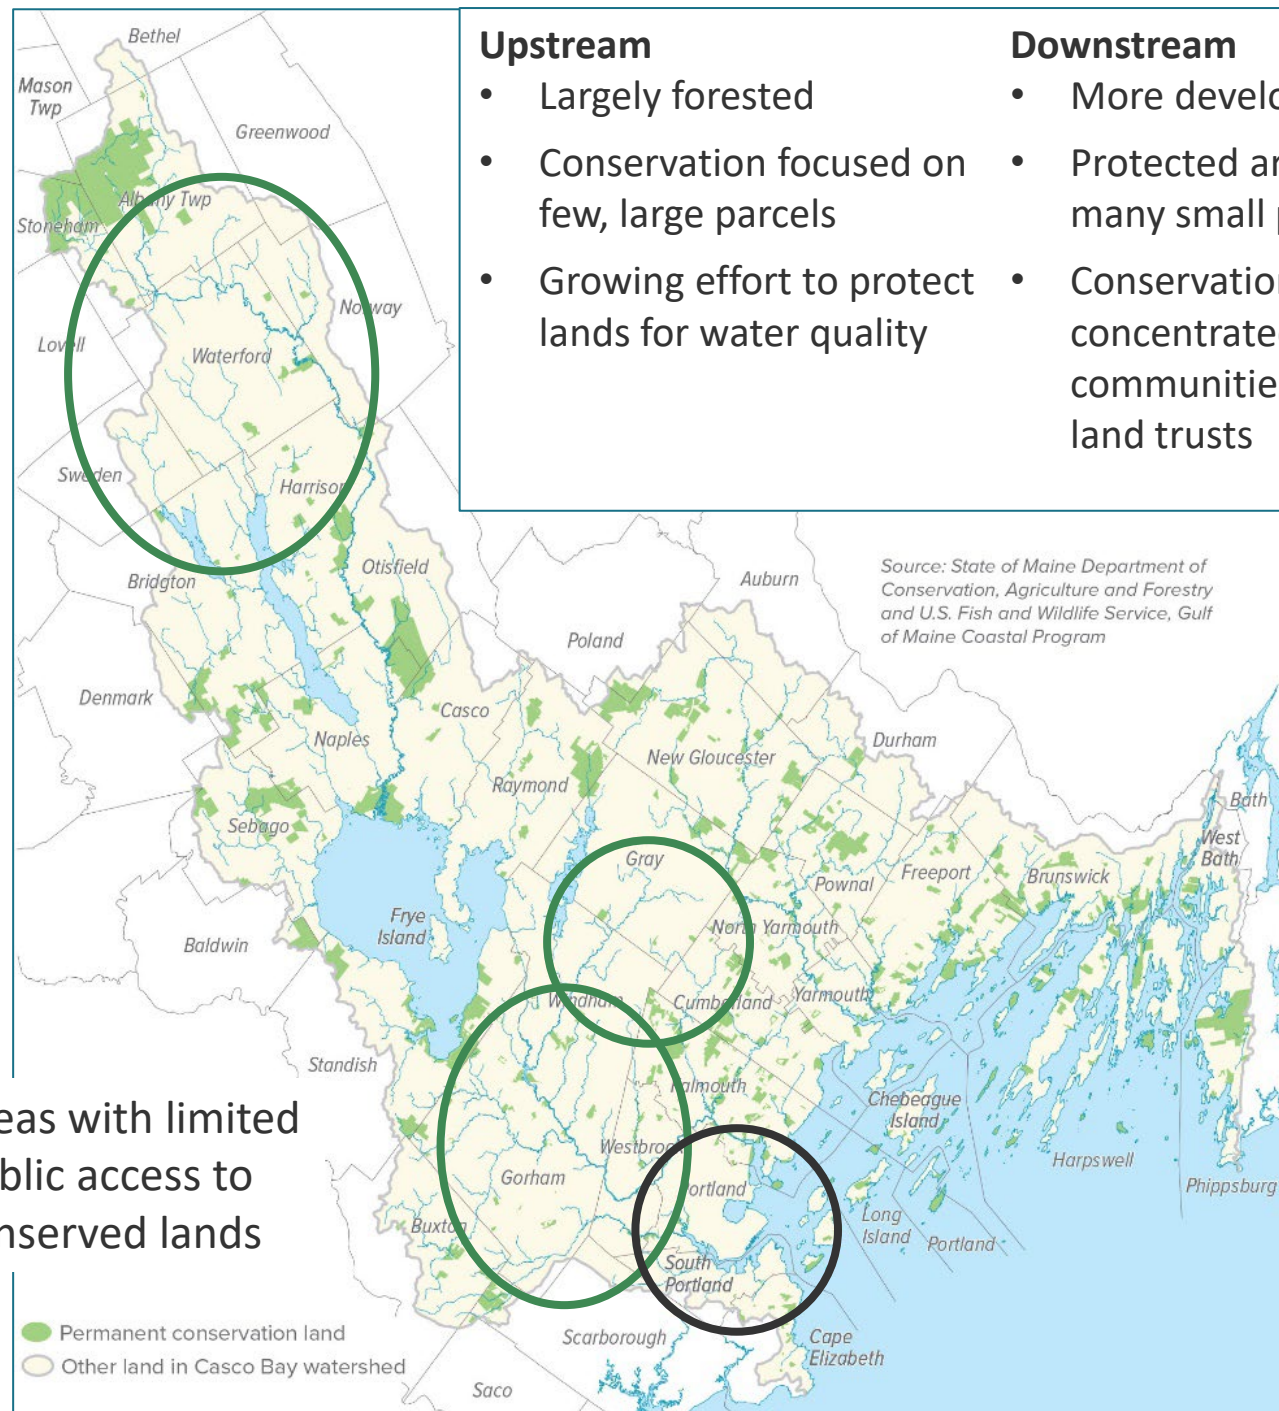 Upstream
• Largely forested
• Conservation focused on
few, large parcels
• Growing effort to protect
lands for water quality
Downstream
• More develo
• Protected ar
many small p
• Conservation
concentrate
communitie
land trusts
Bethel
Mason
Twp
Greenwood
Albany Twp
Stoneham
Norway
Lovell
Waterford
Sweden
Harrison
Bridgton
Otisfield
Auburn
Source: State of Maine Department of
Conservation, Agriculture and Forestry
and U.S. Fish and Wildlife Service, Gulf
of Maine Coastal Program
Poland
Denmark
Casco
Naples
Durham
New Gloucester
Raymond
Bath
Sebago
West
Bath
Gray
Freeport
Brunswick
Pownal
Frye
Island
North Yarmouth
Baldwin
Windham
Cumberland
Yarmouth
Standish
Falmouth
Chebeague
Island
eas with limited
blic access to
nserved lands
Westbrook
Harpswell
Gorham
Portland
Phippsburg
Buxton
Long
Island
Portland
South
Portland
Permanent conservation land
Other land in Casco Bay watershed
Scarborough
Cape
Elizabeth
Saco